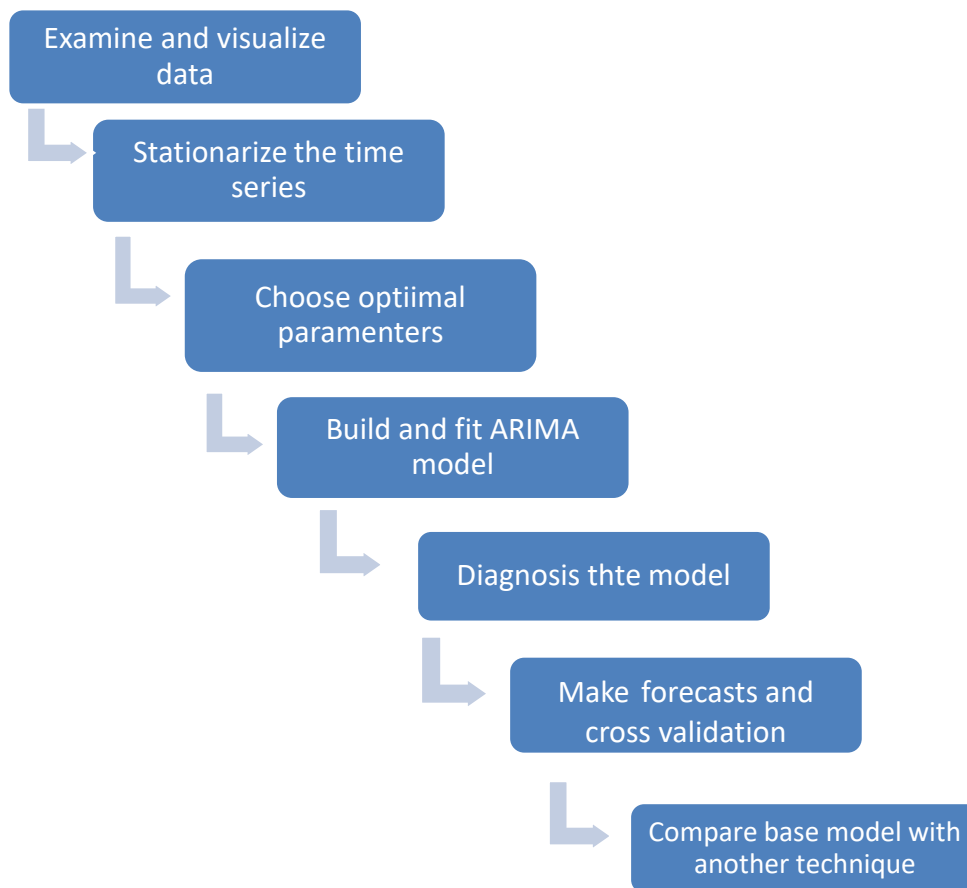 Examine and visualize
data
Stationarize the time
series
Choose optiimal
paramenters
Build and fit ARIMA
model
Diagnosis thte model
Make forecasts and
cross validation
Compare base model with
another technique